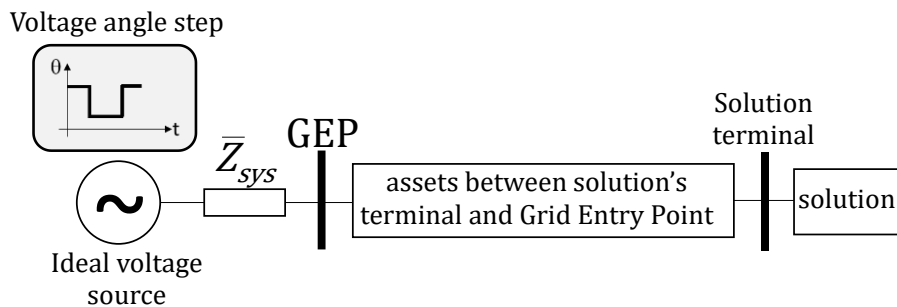 Voltage angle step
θ
t
Z̅sys
GEP
assets between solution's
terminal and Grid Entry Point
Solution
terminal
solution
~
Ideal voltage
source